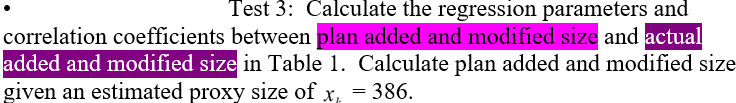 • Test 3: Calculate the regression parameters and
correlation coefficients between plan added and modified size and actual
added and modified size in Table 1. Calculate plan added and modified size
given an estimated proxy size of xₖ = 386.